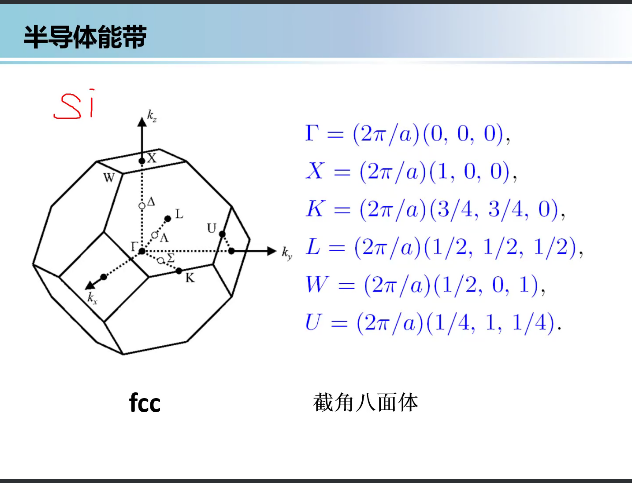 半导体能带
Si
k_z
X
W
Δ
L
Λ
U
Γ
Σ
k_y
K
k_x
Γ = (2π/a)(0, 0, 0),
X = (2π/a)(1, 0, 0),
K = (2π/a)(3/4, 3/4, 0),
L = (2π/a)(1/2, 1/2, 1/2),
W = (2π/a)(1/2, 0, 1),
U = (2π/a)(1/4, 1, 1/4).
fcc
截角八面体